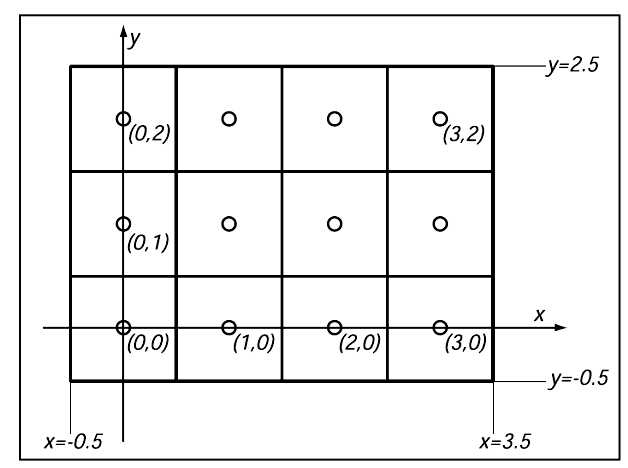 y
y=2.5
(0,2)
(3,2)
(0,1)
x
(0,0)
(1,0)
(2,0)
(3,0)
y=-0.5
x=-0.5
x=3.5